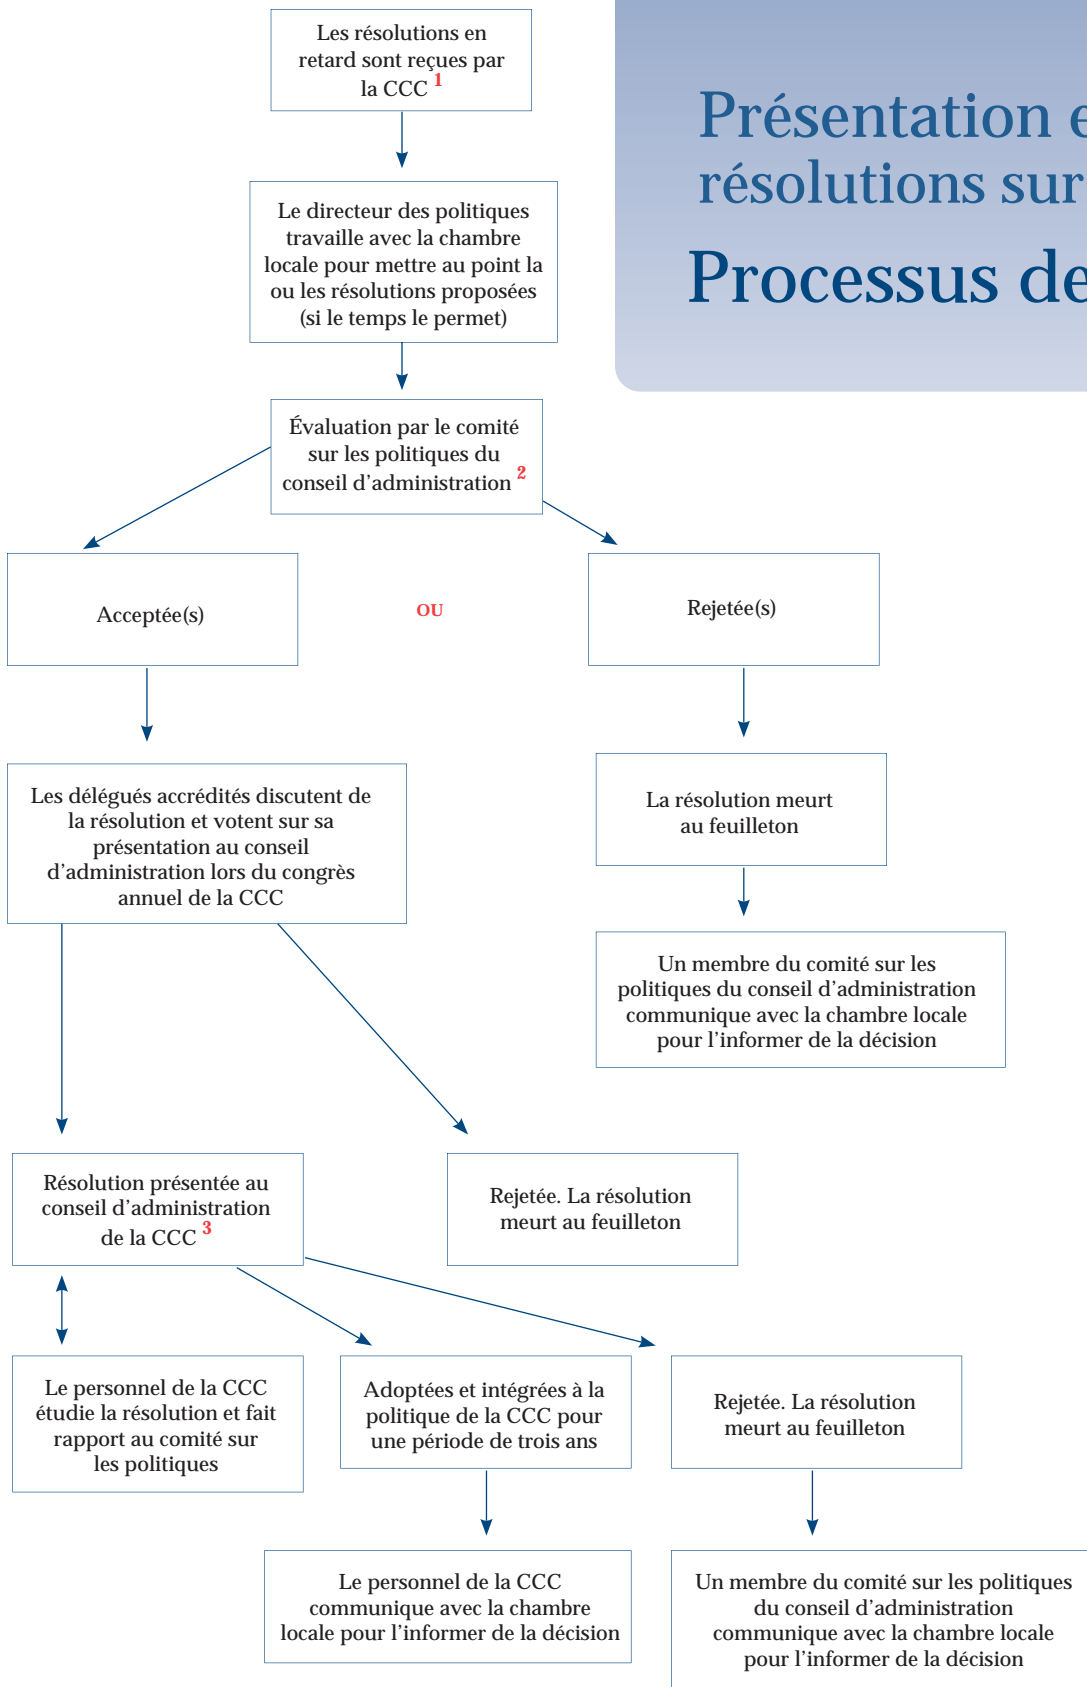 Les résolutions en
retard sont reçues par
la CCC 1
Présentation e
résolutions sur
Processus de
Le directeur des politiques
travaille avec la chambre
locale pour mettre au point la
ou les résolutions proposées
(si le temps le permet)
Évaluation par le comité
sur les politiques du
conseil d'administration 2
Acceptée(s)
OU
Rejetée(s)
Les délégués accrédités discutent de
la résolution et votent sur sa
présentation au conseil
d'administration lors du congrès
annuel de la CCC
La résolution meurt
au feuilleton
Un membre du comité sur les
politiques du conseil d'administration
communique avec la chambre locale
pour l'informer de la décision
Résolution présentée au
conseil d'administration
de la CCC 3
Rejetée. La résolution
meurt au feuilleton
Le personnel de la CCC
étudie la résolution et fait
rapport au comité sur
les politiques
Adoptées et intégrées à la
politique de la CCC pour
une période de trois ans
Rejetée. La résolution
meurt au feuilleton
Le personnel de la CCC
communique avec la chambre
locale pour l'informer de la décision
Un membre du comité sur les politiques
du conseil d'administration
communique avec la chambre locale
pour l'informer de la décision